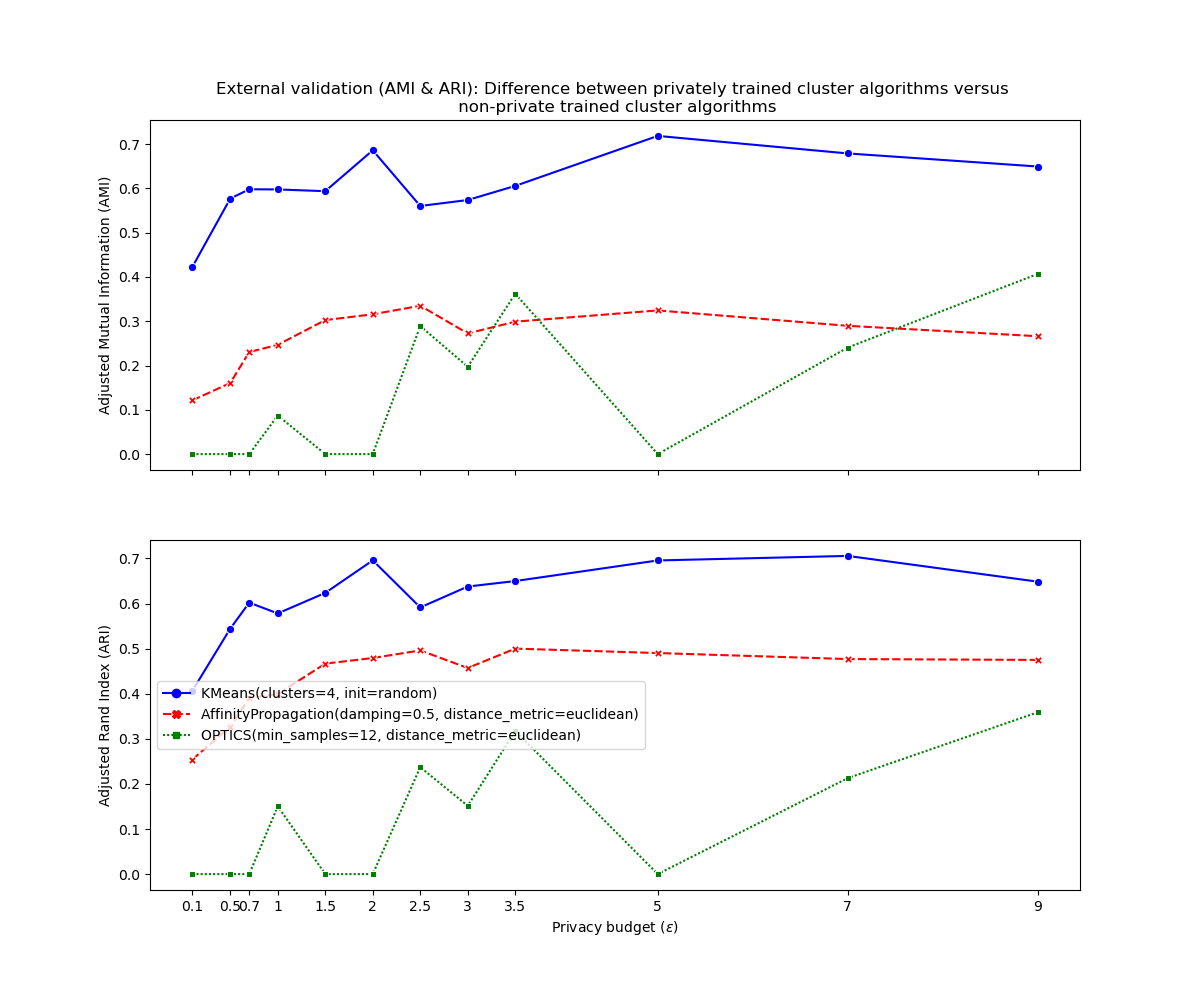 External validation (AMI & ARI): Difference between privately trained cluster algorithms versus
non-private trained cluster algorithms
Adjusted Mutual Information (AMI)
0.7
0.6
0.5
0.4
0.3
0.2
0.1
0.0
Adjusted Rand Index (ARI)
0.7
0.6
0.5
0.4
0.3
0.2
0.1
0.0
KMeans(clusters=4, init=random)
AffinityPropagation(damping=0.5, distance_metric=euclidean)
OPTICS(min_samples=12, distance_metric=euclidean)
0.1 0.5 0.7 1 1.5 2 2.5 3 3.5 5 7 9
Privacy budget (ε)